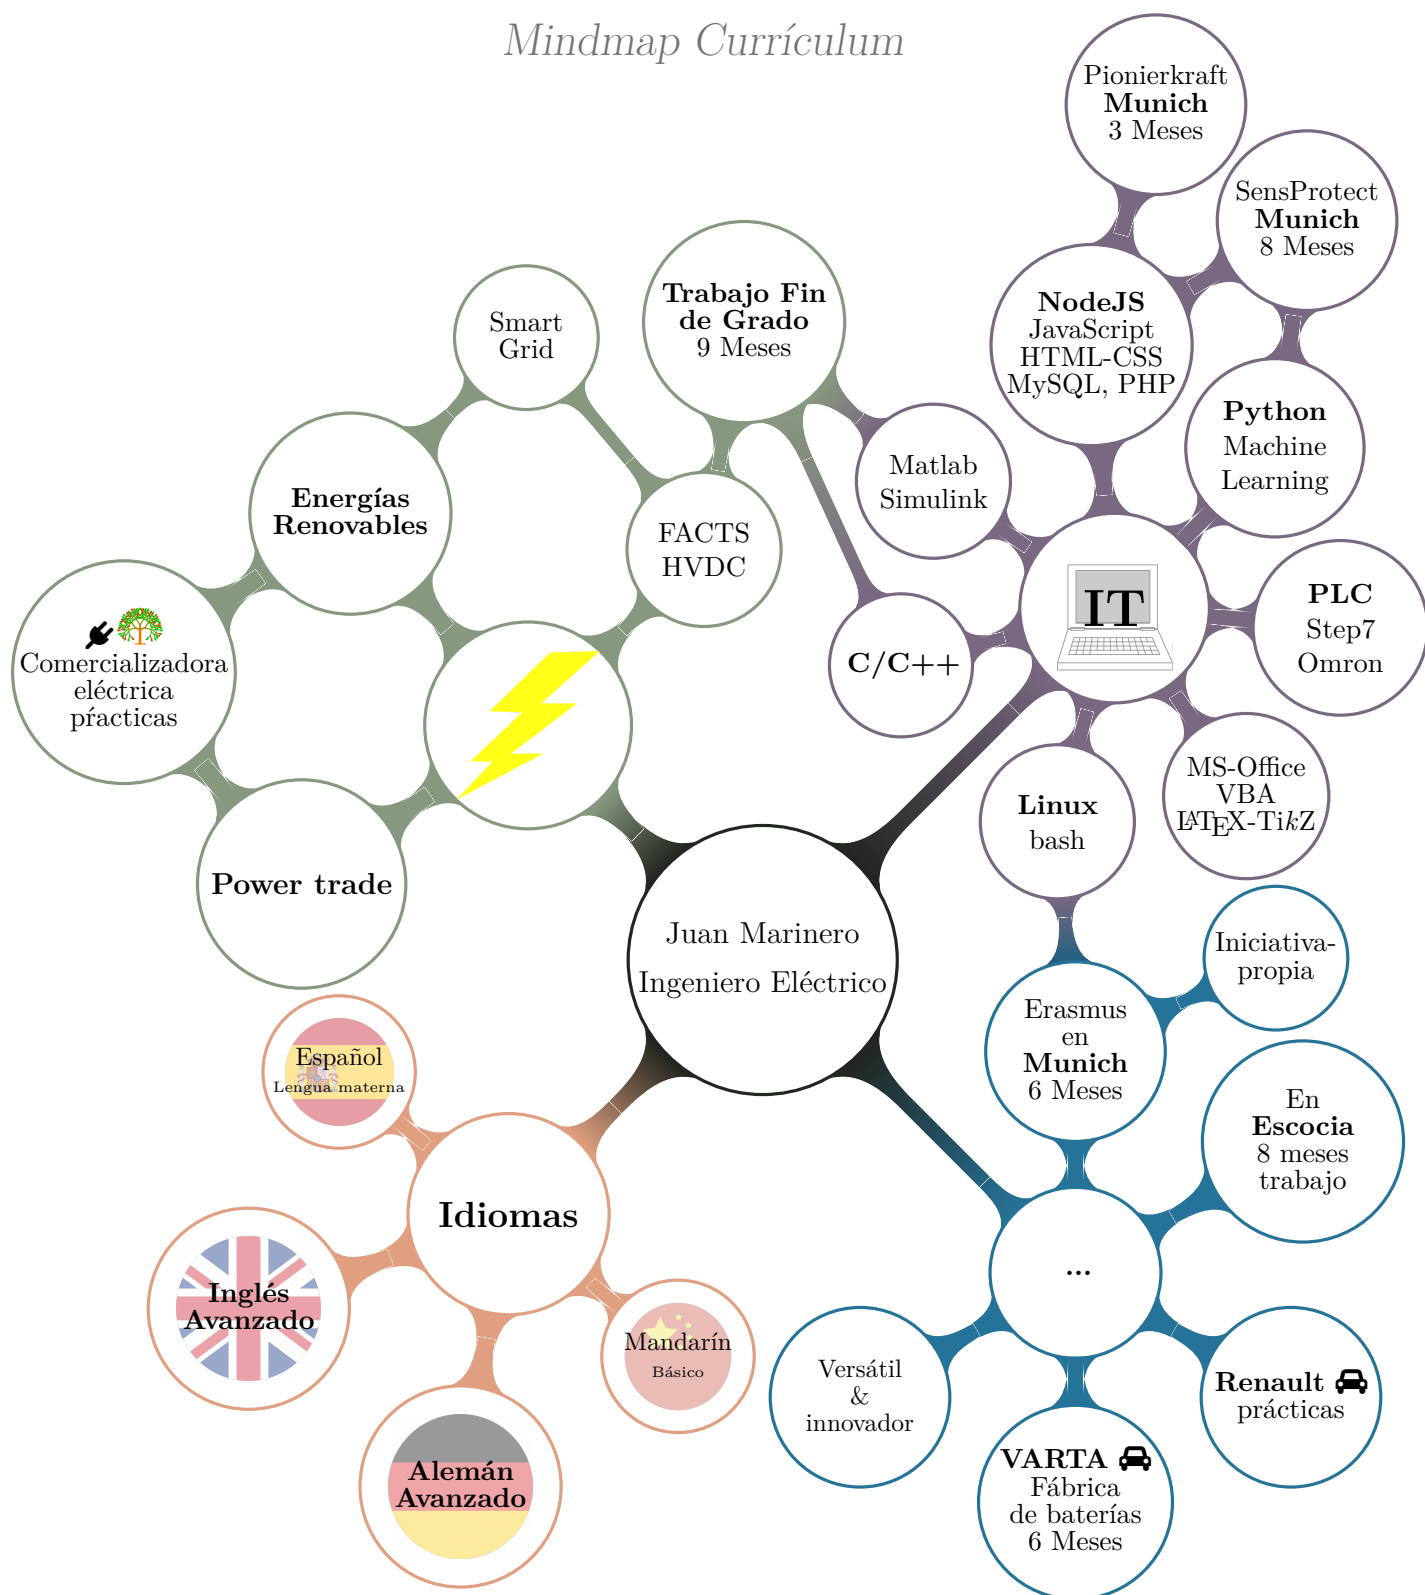 Mindmap Currículum
Pionierkraft
Munich
3 Meses
SensProtect
Munich
8 Meses
NodeJS
JavaScript
HTML-CSS
MySQL, PHP
Python
Machine
Learning
Trabajo Fin
de Grado
9 Meses
Smart
Grid
Matlab
Simulink
Energías
Renovables
FACTS
HVDC
IT
PLC
Step7
Omron
C/C++
Comercializadora
eléctrica
pŕacticas
MS-Office
VBA
LATEX-TikZ
Linux
bash
Power trade
Juan Marinero
Ingeniero Eléctrico
Iniciativa-
propia
Erasmus
en
Munich
6 Meses
Español
Lengua materna
En
Escocia
8 meses
trabajo
Idiomas
...
Inglés
Avanzado
Mandarín
Básico
Versátil
&
innovador
Renault
prácticas
Alemán
Avanzado
VARTA
Fábrica
de baterías
6 Meses